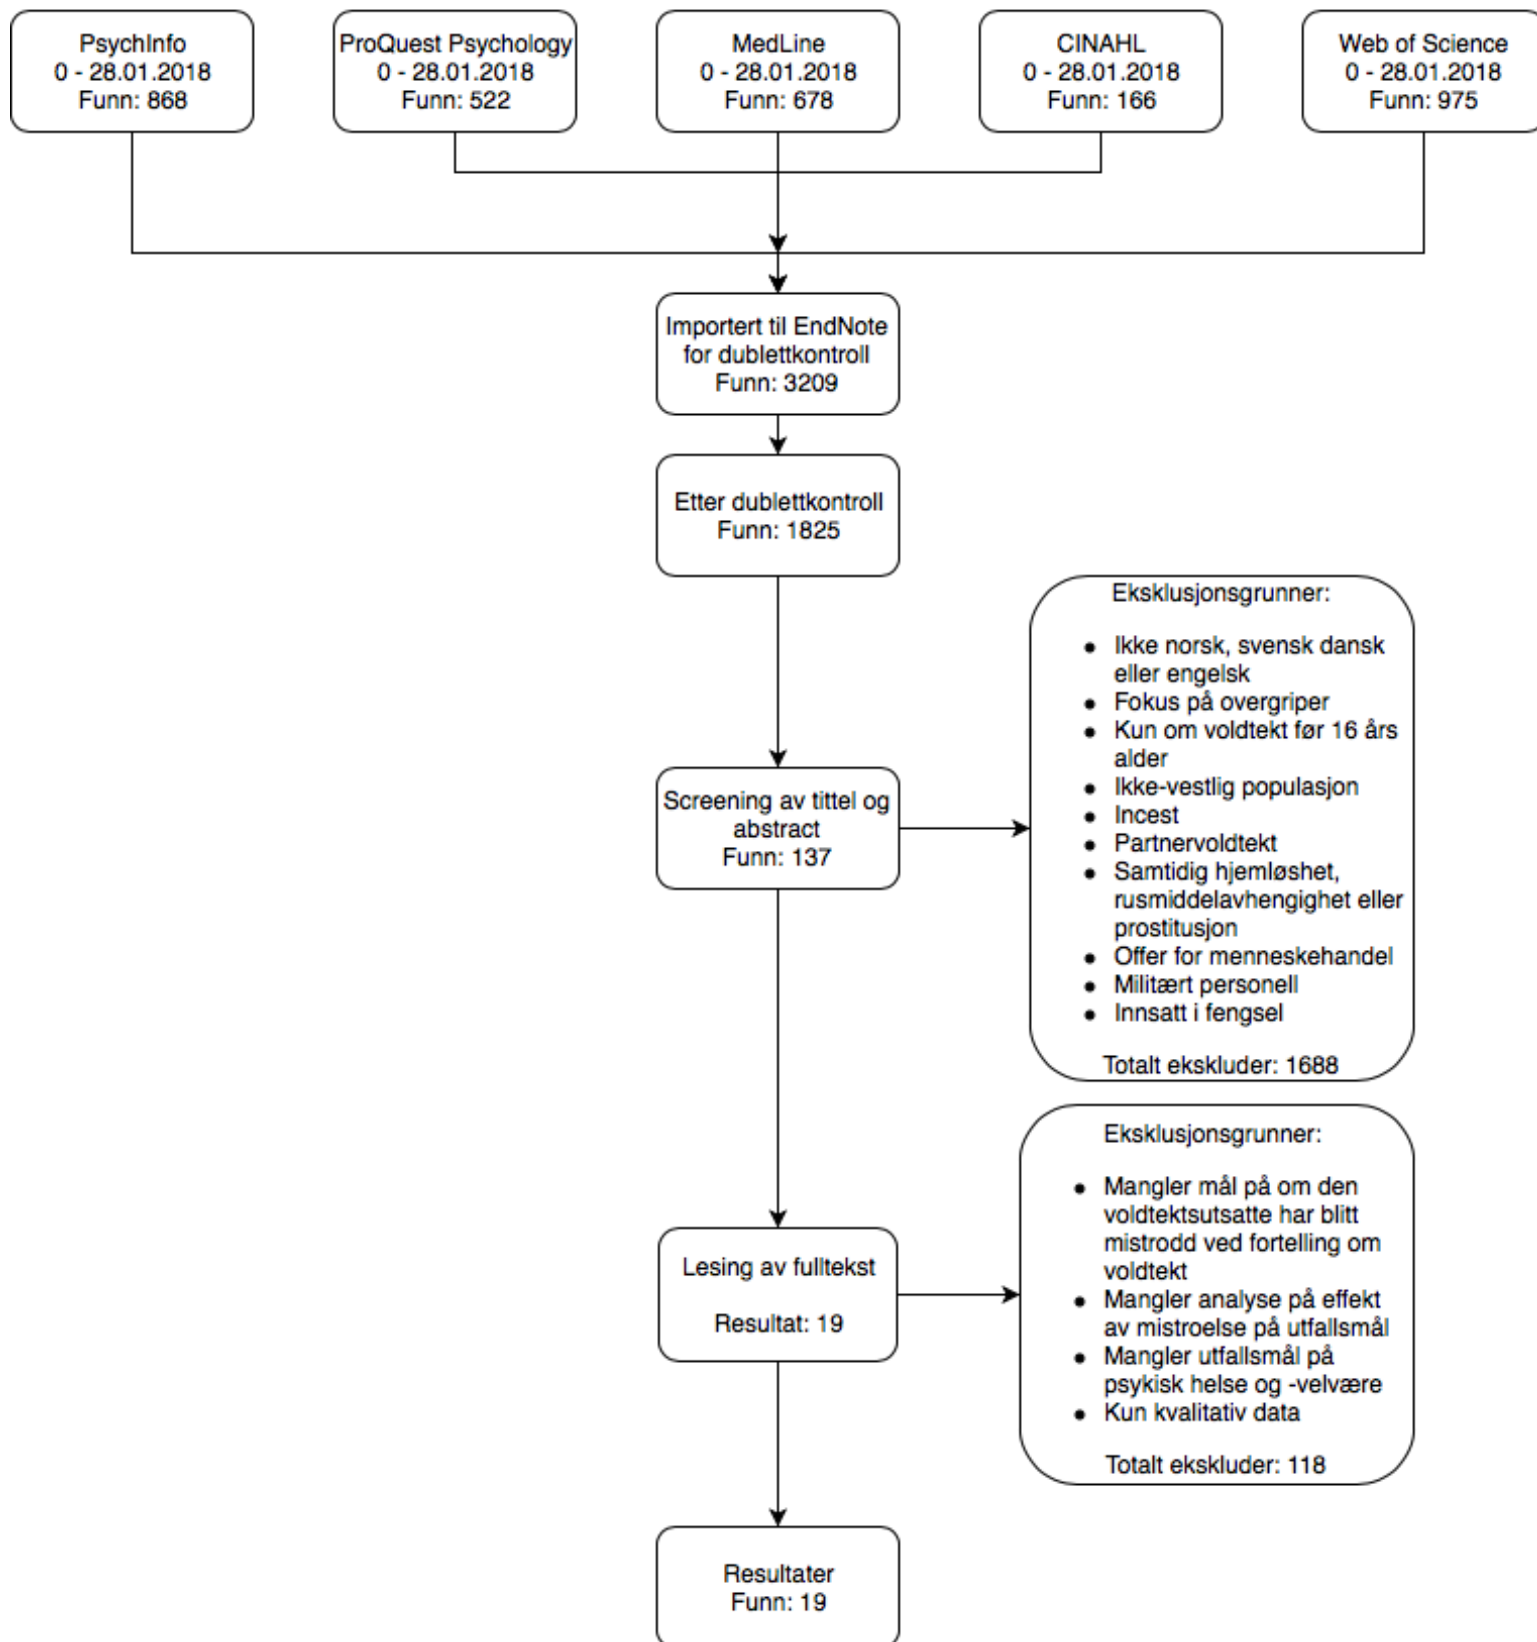 PsychInfo
0 - 28.01.2018
Funn: 868
ProQuest Psychology
0 - 28.01.2018
Funn: 522
MedLine
0 - 28.01.2018
Funn: 678
CINAHL
0 - 28.01.2018
Funn: 166
Web of Science
0 - 28.01.2018
Funn: 975
Importert til EndNote
for dublettkontroll
Funn: 3209
Etter dublettkontroll
Funn: 1825
Screening av tittel og
abstract
Funn: 137
Eksklusjonsgrunner:
• Ikke norsk, svensk dansk
eller engelsk
• Fokus på overgriper
• Kun om voldtekt før 16 års
alder
• Ikke-vestlig populasjon
• Incest
• Partnervoldtekt
• Samtidig hjemløshet,
rusmiddelavhengighet eller
prostitusjon
• Offer for menneskehandel
• Militært personell
• Innsatt i fengsel
Totalt ekskluder: 1688
Lesing av fulltekst
Resultat: 19
Eksklusjonsgrunner:
• Mangler mål på om den
voldtektsutsatte har blitt
mistrodd ved fortelling om
voldtekt
• Mangler analyse på effekt
av mistroelse på utfallsmål
• Mangler utfallsmål på
psykisk helse og -velvære
• Kun kvalitativ data
Totalt ekskluder: 118
Resultater
Funn: 19